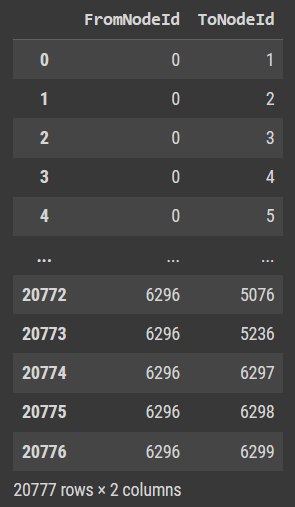 FromNodeId ToNodeId
0 0 1
1 0 2
2 0 3
3 0 4
4 0 5
... ... ...
20772 6296 5076
20773 6296 5236
20774 6296 6297
20775 6296 6298
20776 6296 6299
20777 rows × 2 columns